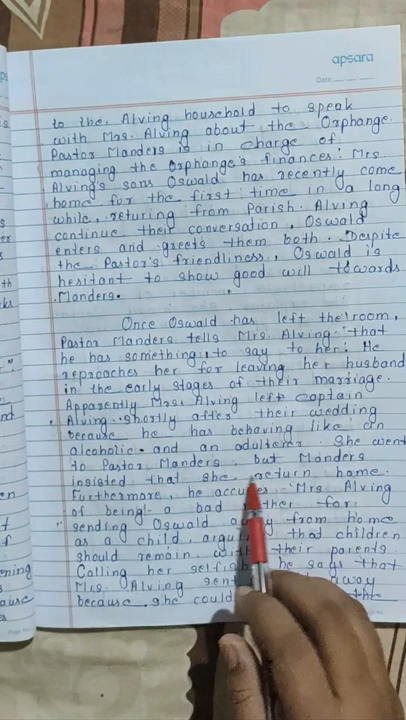 apsara
Date
to the Alving household to speak
with Mrs. Alving about the Orphange.
Pastor Manders is in charge of
managing the Orphange's finances. Mrs.
Alving's sons Oswald has recently come
home for the first time in a long
while, returing from Parish. Alving
continue their conversation, Oswald
enters and greets them both. Despite
the Pastor's friendliness, Oswald is
hesitant to show good will towards
Manders.
Once Oswald has left the room,
Pastor Manders tells Mrs. Alving that
he has something to say to her. He
reproaches her for leaving her husband
in the early stages of their marriage.
Apparently Mrs. Alving left Captain
Alving shortly after their wedding
because he has behaving like an
alcoholic and an adulterer. She went
to Pastor Manders, but Manders
insisted that she return home.
Furthermore, he Mrs Alving
of being a bad for
sending Oswald from home
as a child, that children
should remain their parents.
Calling her he says that
Mrs. Alving away
because she could the